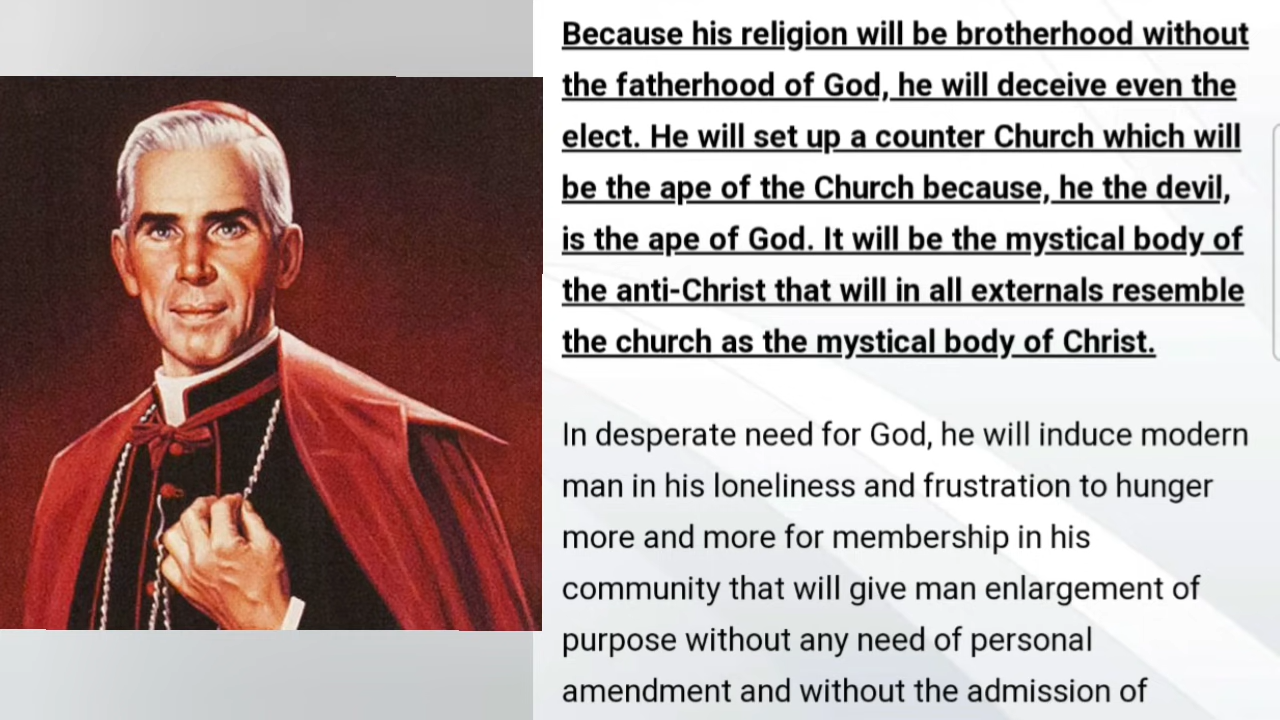 Because his religion will be brotherhood without
the fatherhood of God, he will deceive even the
elect. He will set up a counter Church which will
be the ape of the Church because, he the devil,
is the ape of God. It will be the mystical body of
the anti-Christ that will in all externals resemble
the church as the mystical body of Christ.
In desperate need for God, he will induce modern
man in his loneliness and frustration to hunger
more and more for membership in his
community that will give man enlargement of
purpose without any need of personal
amendment and without the admission of